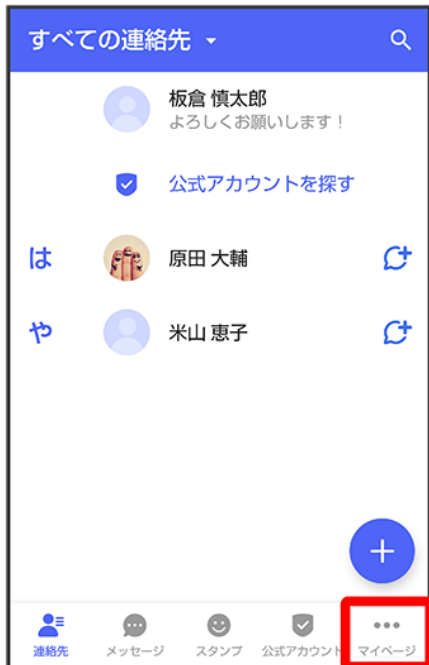 すべての連絡先
板倉 慎太郎
よろしくお願いします！
公式アカウントを探す
は
原田 大輔
や
米山 恵子
連絡先
メッセージ
スタンプ
公式アカウント
マイページ